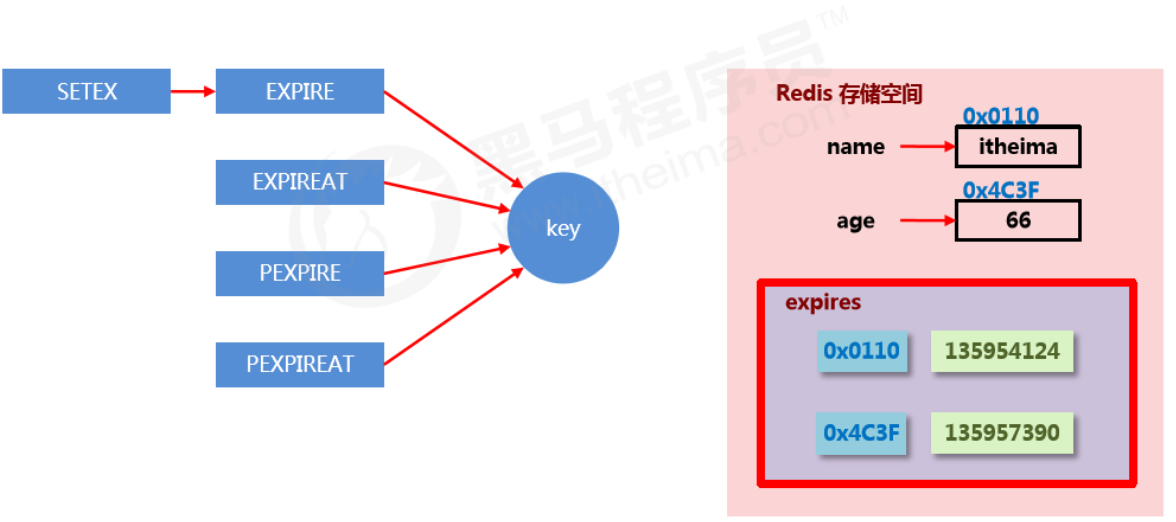 SETEX
EXPIRE
EXPIREAT
PEXPIRE
PEXPIREAT
key
黑马程序员™
www.itheima.com
Redis 存储空间
0x0110
name
itheima
0x4C3F
age
66
expires
0x0110 135954124
0x4C3F 135957390